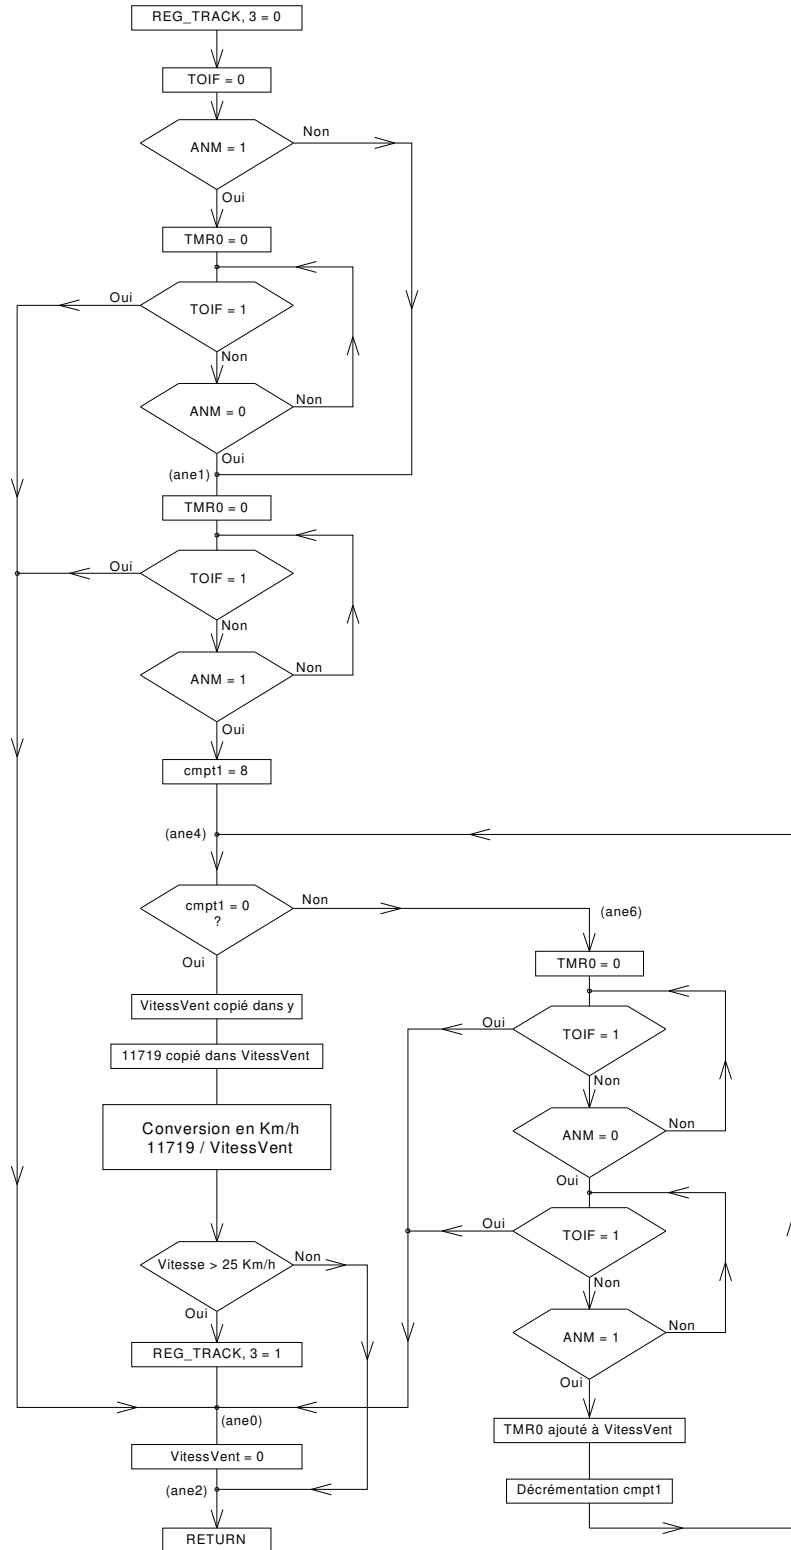 REG_TRACK, 3 = 0
TOIF = 0
ANM = 1
Non
Oui
TMR0 = 0
Oui
TOIF = 1
Non
ANM = 0
Non
Oui
(ane1)
TMR0 = 0
Oui
TOIF = 1
Non
ANM = 1
Non
Oui
cmpt1 = 8
(ane4)
cmpt1 = 0
?
Non
Oui
(ane6)
TMR0 = 0
VitessVent copié dans y
11719 copié dans VitessVent
Conversion en Km/h
11719 / VitessVent
Oui
TOIF = 1
Non
ANM = 0
Non
Oui
Oui
TOIF = 1
Non
ANM = 1
Non
Oui
Vitesse > 25 Km/h
Non
Oui
REG_TRACK, 3 = 1
(ane0)
TMR0 ajouté à VitessVent
VitessVent = 0
(ane2)
Décrémentation cmpt1
RETURN